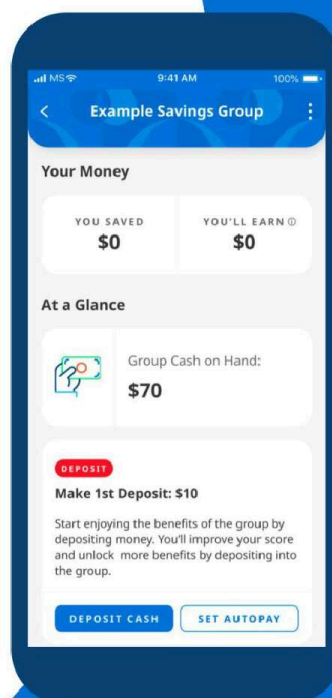 MS 9:41 AM 100%
Example Savings Group
Your Money
YOU SAVED YOU'LL EARN
$0 $0
At a Glance
Group Cash on Hand:
$70
DEPOSIT
Make 1st Deposit: $10
Start enjoying the benefits of the group by
depositing money. You'll improve your score
and unlock more benefits by depositing into
the group.
DEPOSIT CASH SET AUTOPAY